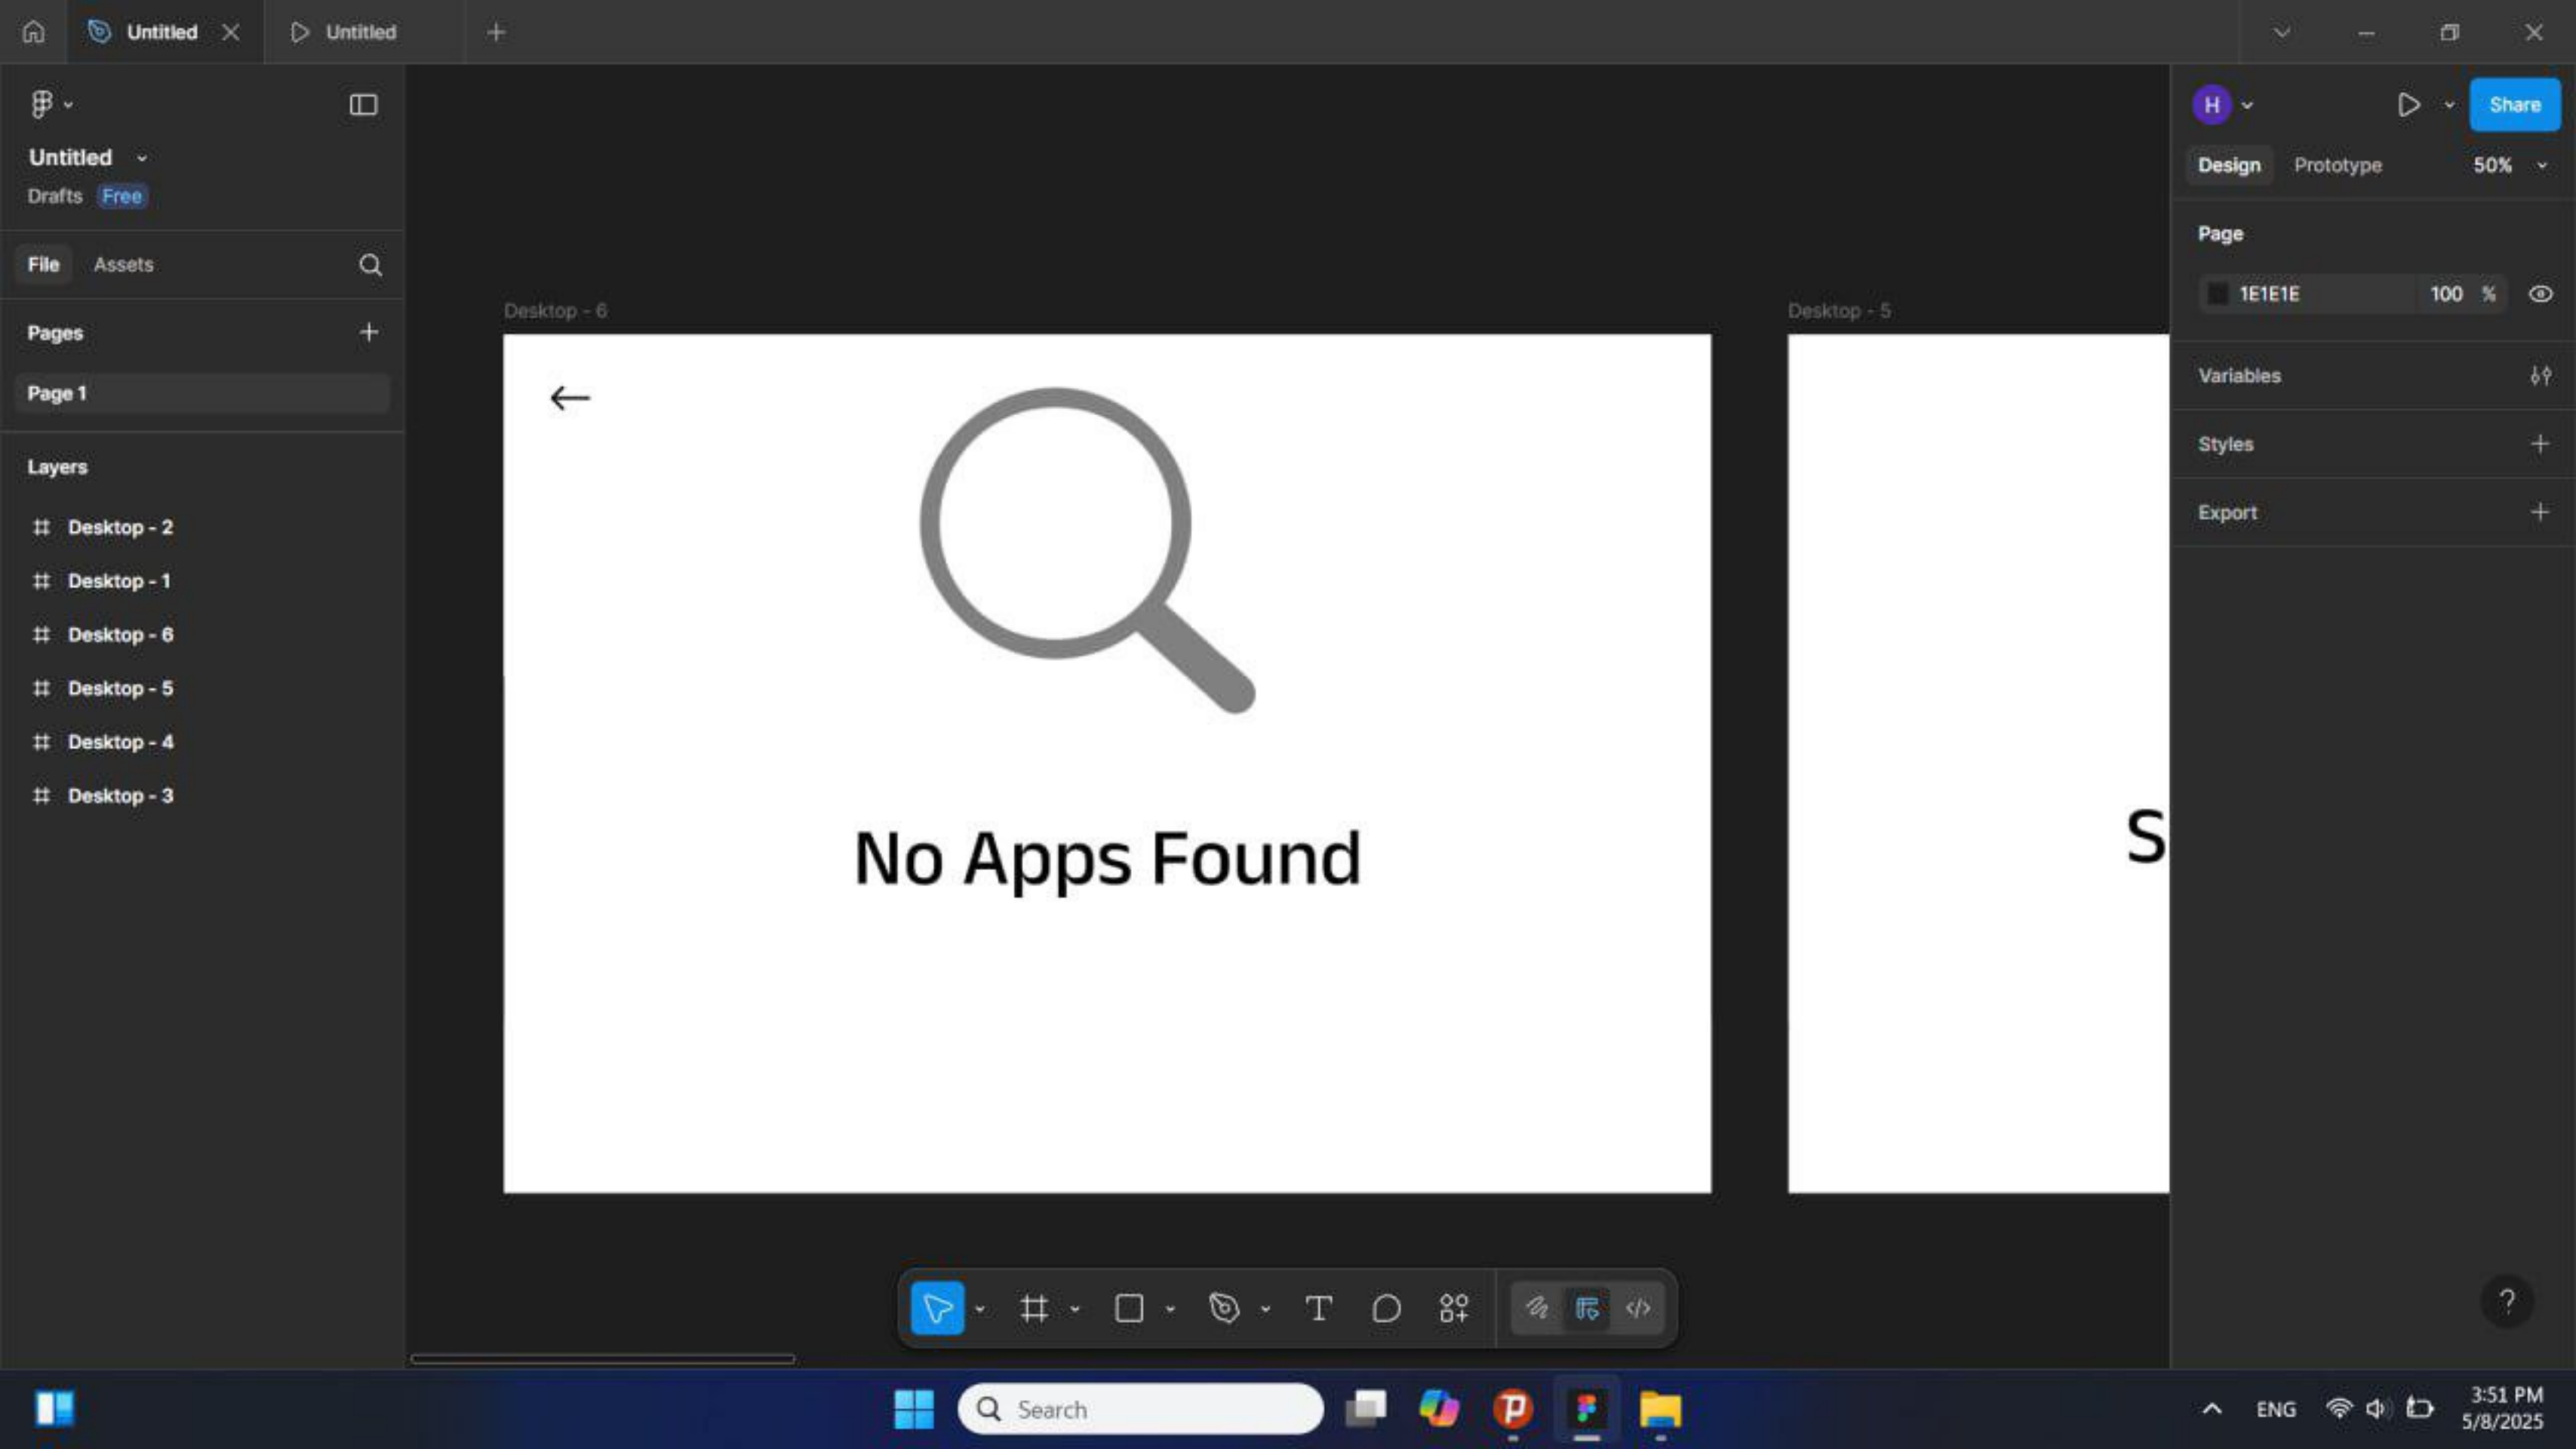 Untitled
Untitled
Untitled
Drafts Free
File Assets
Pages
Page 1
Layers
Desktop - 2
Desktop - 1
Desktop - 6
Desktop - 5
Desktop - 4
Desktop - 3
Desktop - 6
No Apps Found
Desktop - 5
S
H
Share
Design Prototype 50%
Page
1E1E1E 100 %
Variables
Styles
Export
?
Search
ENG
3:51 PM
5/8/2025